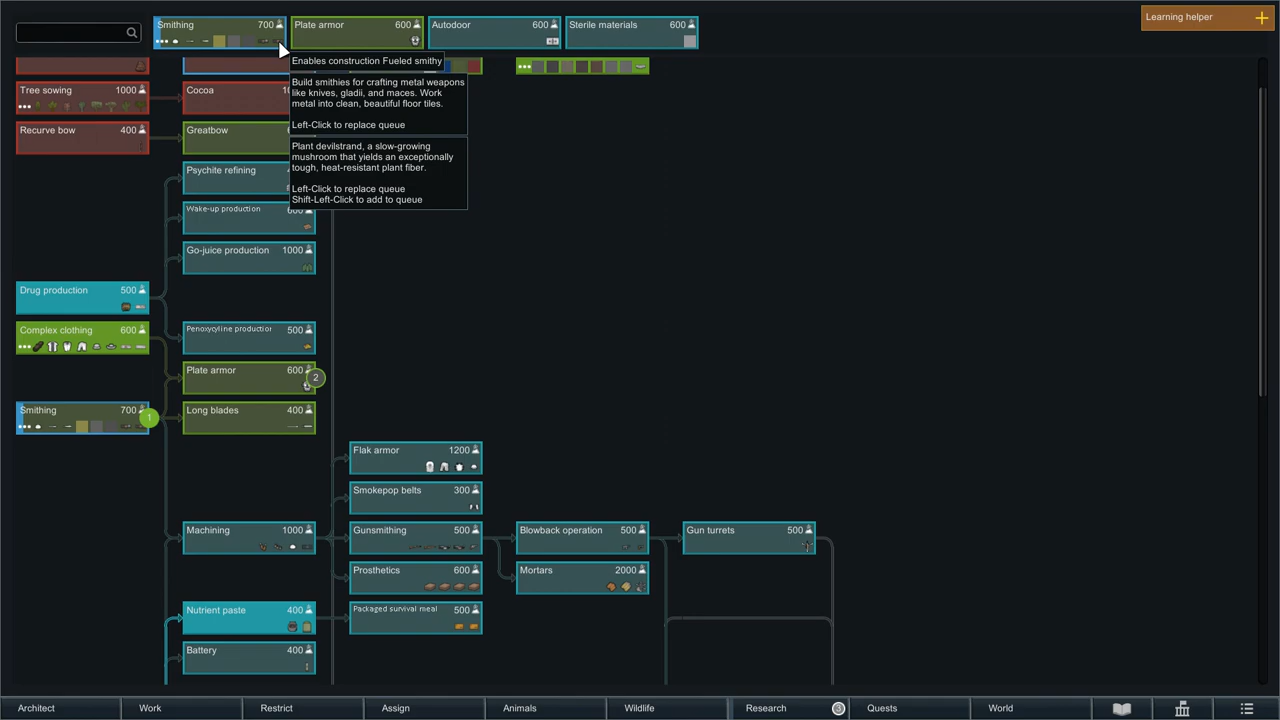 Smithing 700
Plate armor 600
Autodoor 600
Sterile materials 600
Learning helper
Enables construction Fueled smithy
Build smithies for crafting metal weapons
like knives, gladii, and maces. Work
metal into clean, beautiful floor tiles.
Left-Click to replace queue
Plant devilstrand, a slow-growing
mushroom that yields an exceptionally
tough, heat-resistant plant fiber.
Left-Click to replace queue
Shift-Left-Click to add to queue
Tree sowing 1000
Cocoa
Recurve bow 400
Greatbow
Psychite refining
Wake-up production 600
Go-juice production 1000
Drug production 500
Complex clothing 600
Penoxycyline production 500
Plate armor 600
2
Smithing 700
1
Long blades 400
Flak armor 1200
Smokepop belts 300
Machining 1000
Gunsmithing 500
Blowback operation 500
Gun turrets 500
Prosthetics 600
Mortars 2000
Nutrient paste 400
Packaged survival meal 500
Battery 400
Architect
Work
Restrict
Assign
Animals
Wildlife
Research
3
Quests
World